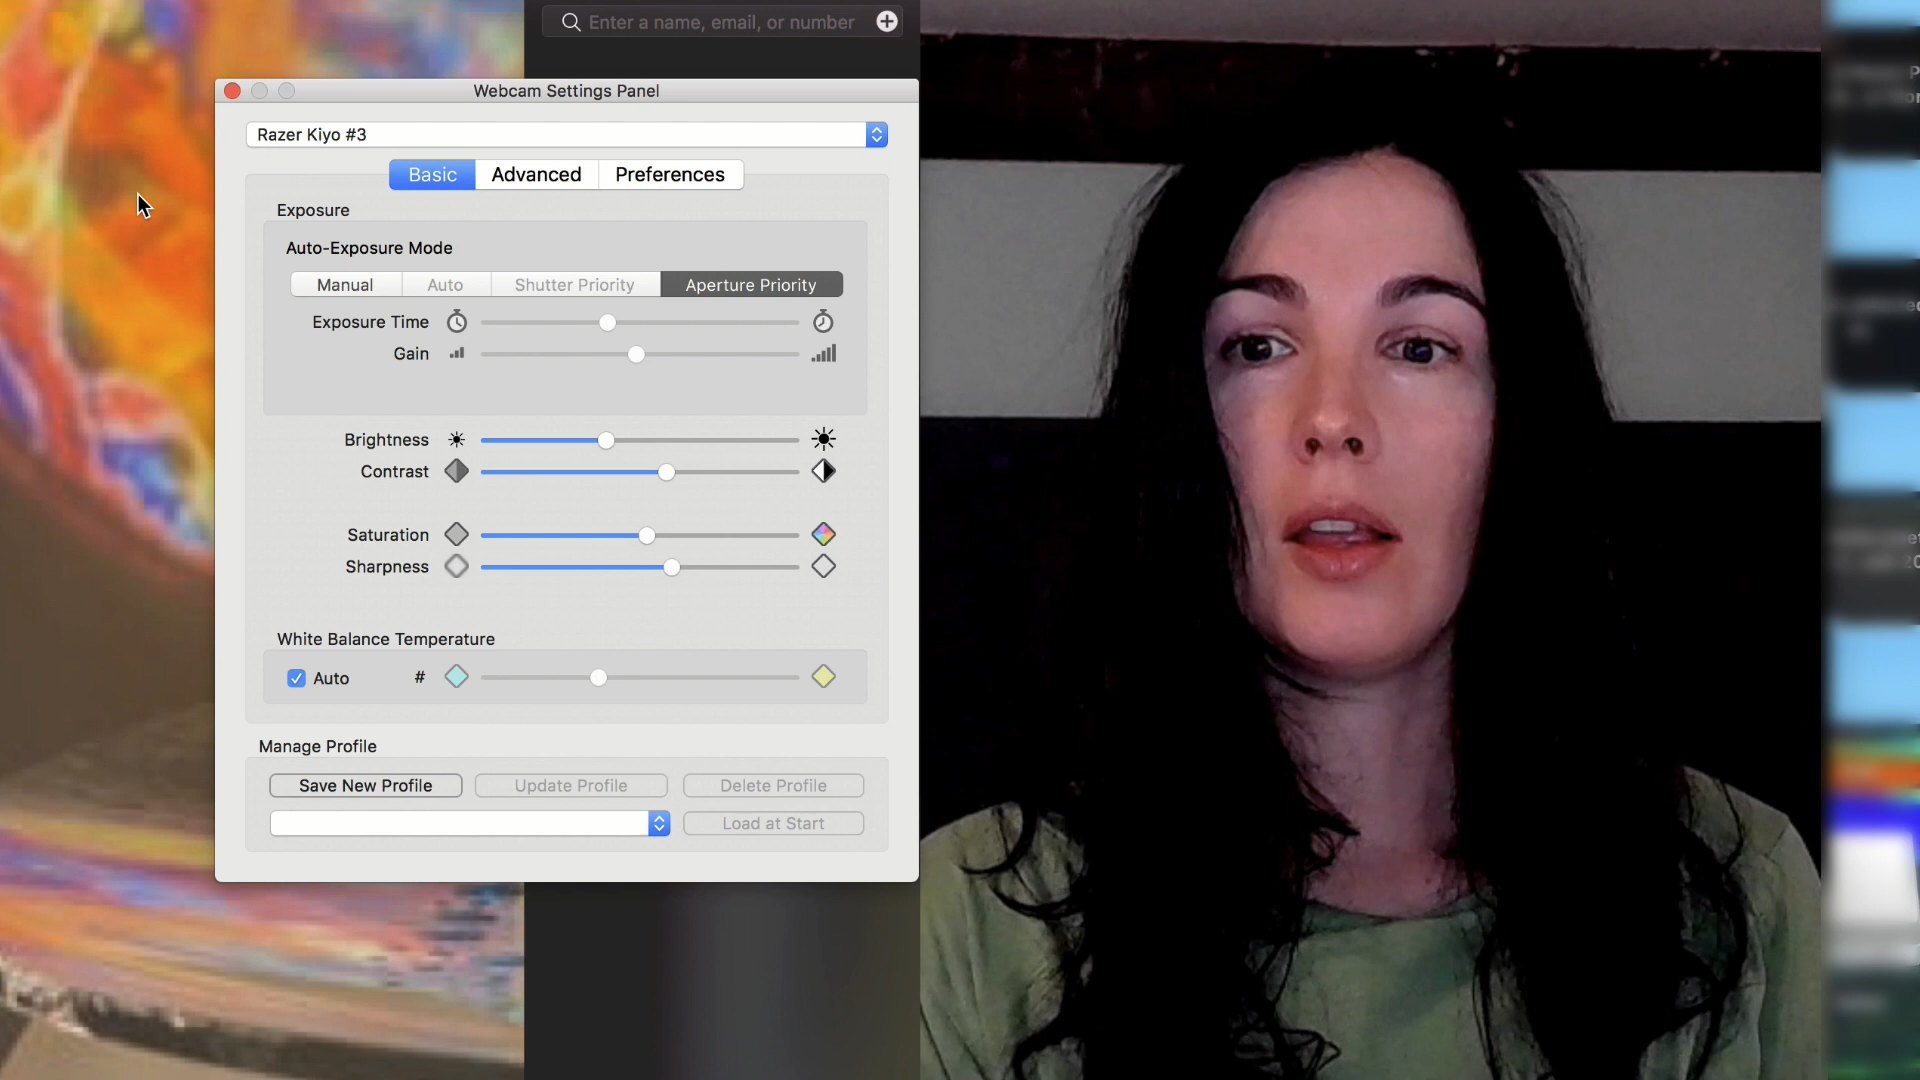 Enter a name, email, or number
Webcam Settings Panel
Razer Kiyo #3
Basic Advanced Preferences
Exposure
Auto-Exposure Mode
Manual Auto Shutter Priority Aperture Priority
Exposure Time
Gain
Brightness
Contrast
Saturation
Sharpness
White Balance Temperature
Auto #
Manage Profile
Save New Profile Update Profile Delete Profile
Load at Start